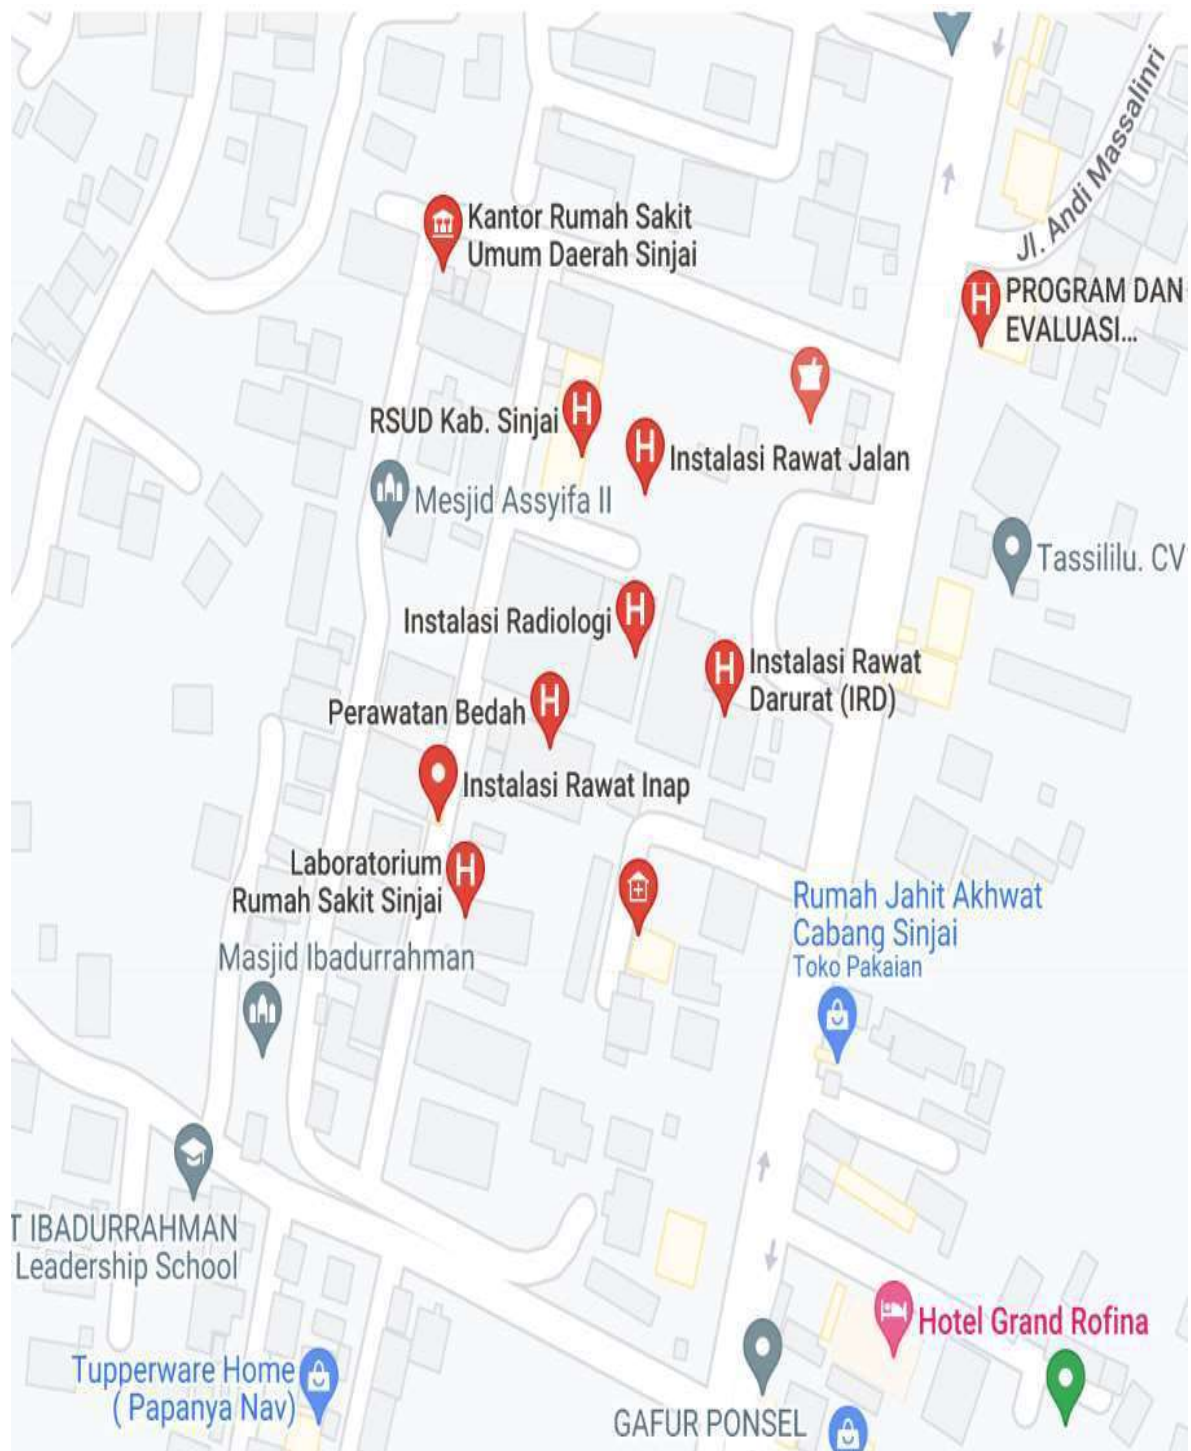 Jl. Andi Massalinri
Kantor Rumah Sakit
Umum Daerah Sinjai
H PROGRAM DAN
EVALUASI...
RSUD Kab. Sinjai H
H Instalasi Rawat Jalan
Mesjid Assyifa II
Tassililu. CV
Instalasi Radiologi H
H Instalasi Rawat
Darurat (IRD)
Perawatan Bedah H
Instalasi Rawat Inap
Laboratorium
Rumah Sakit Sinjai H
Rumah Jahit Akhwat
Cabang Sinjai
Toko Pakaian
Masjid Ibadurrahman
T IBADURRAHMAN
Leadership School
Hotel Grand Rofina
Tupperware Home
( Papanya Nav)
GAFUR PONSEL